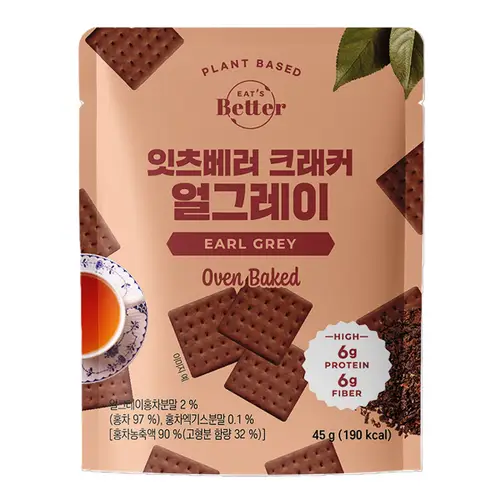 PLANT BASED
EAT'S
Better
잇츠베러 크래커
얼그레이
EARL GREY
Oven Baked
이미지 예
HIGH
6g
PROTEIN
6g
FIBER
얼그레이홍차분말 2 %
(홍차 97 %), 홍차엑기스분말 0.1 %
[홍차농축액 90 % (고형분 함량 32 %)]
45 g (190 kcal)